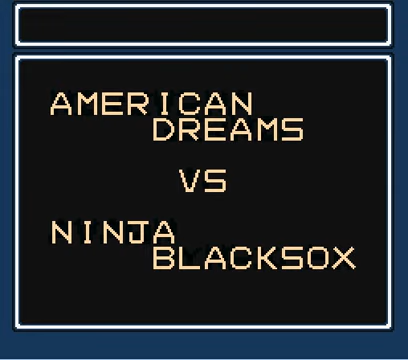 AMERICAN
DREAMS
VS
NINJA
BLACKSOX